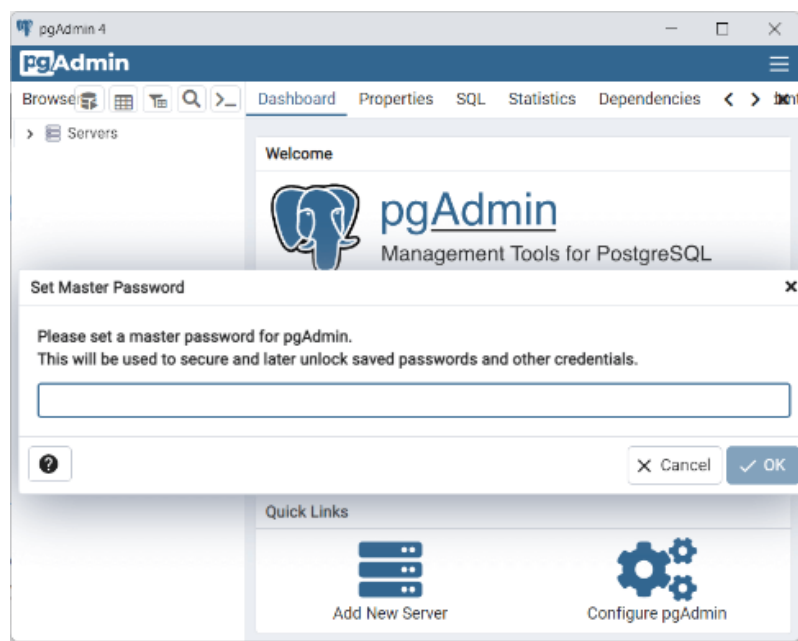 pgAdmin 4
pgAdmin
Browse
Dashboard Properties SQL Statistics Dependencies
Servers
Welcome
pgAdmin
Management Tools for PostgreSQL
Set Master Password
Please set a master password for pgAdmin.
This will be used to secure and later unlock saved passwords and other credentials.
Cancel OK
Quick Links
Add New Server Configure pgAdmin